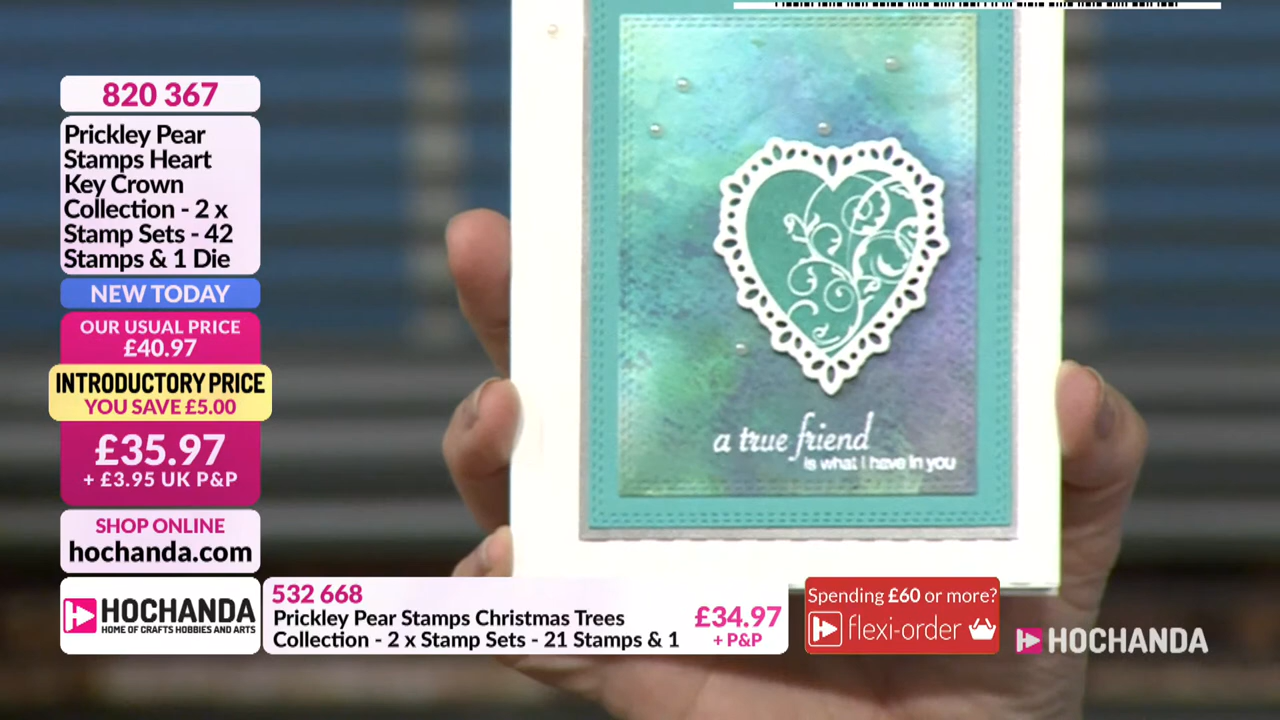 820 367
Prickley Pear
Stamps Heart
Key Crown
Collection - 2 x
Stamp Sets - 42
Stamps & 1 Die
NEW TODAY
OUR USUAL PRICE
£40.97
INTRODUCTORY PRICE
YOU SAVE £5.00
£35.97
+ £3.95 UK P&P
SHOP ONLINE
hochanda.com
HOCHANDA
HOME OF CRAFTS HOBBIES AND ARTS
532 668
Prickley Pear Stamps Christmas Trees
Collection - 2 x Stamp Sets - 21 Stamps & 1
£34.97
+ P&P
Spending £60 or more?
flexi-order
HOCHANDA
a true friend
is what I have in you